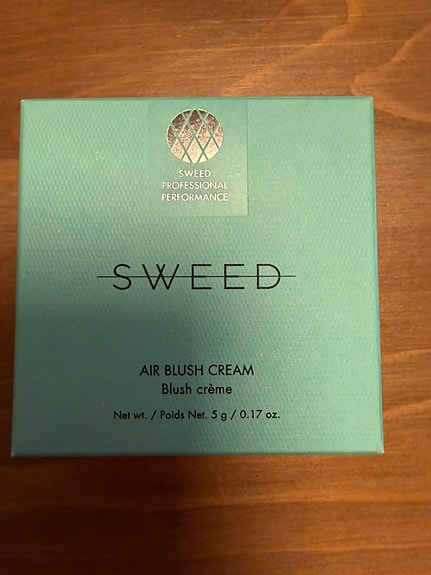 SWEED
PROFESSIONAL
PERFORMANCE
SWEED
AIR BLUSH CREAM
Blush crème
Net wt. / Poids Net. 5 g / 0.17 oz.